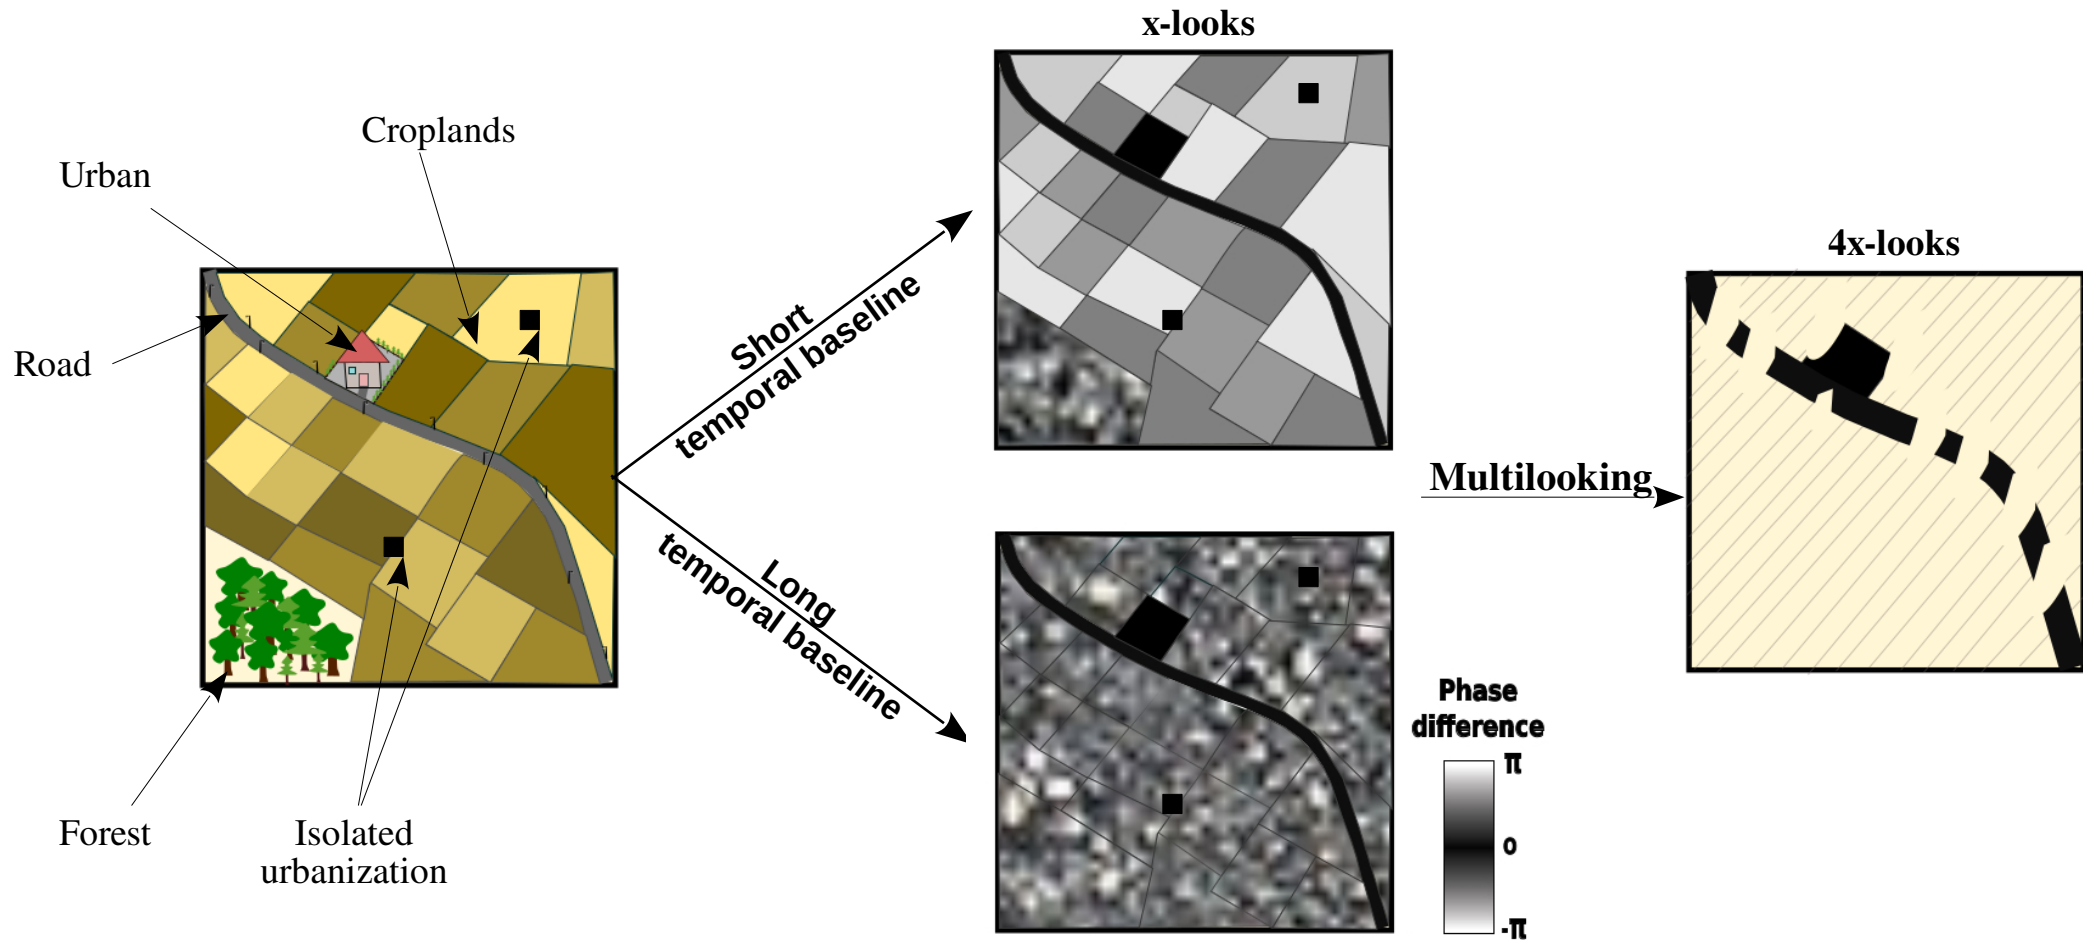 x-looks
Croplands
Urban
Road
Forest
Isolated
urbanization
Short
temporal baseline
Long
temporal baseline
Multilooking
4x-looks
Phase
difference
π
0
-π